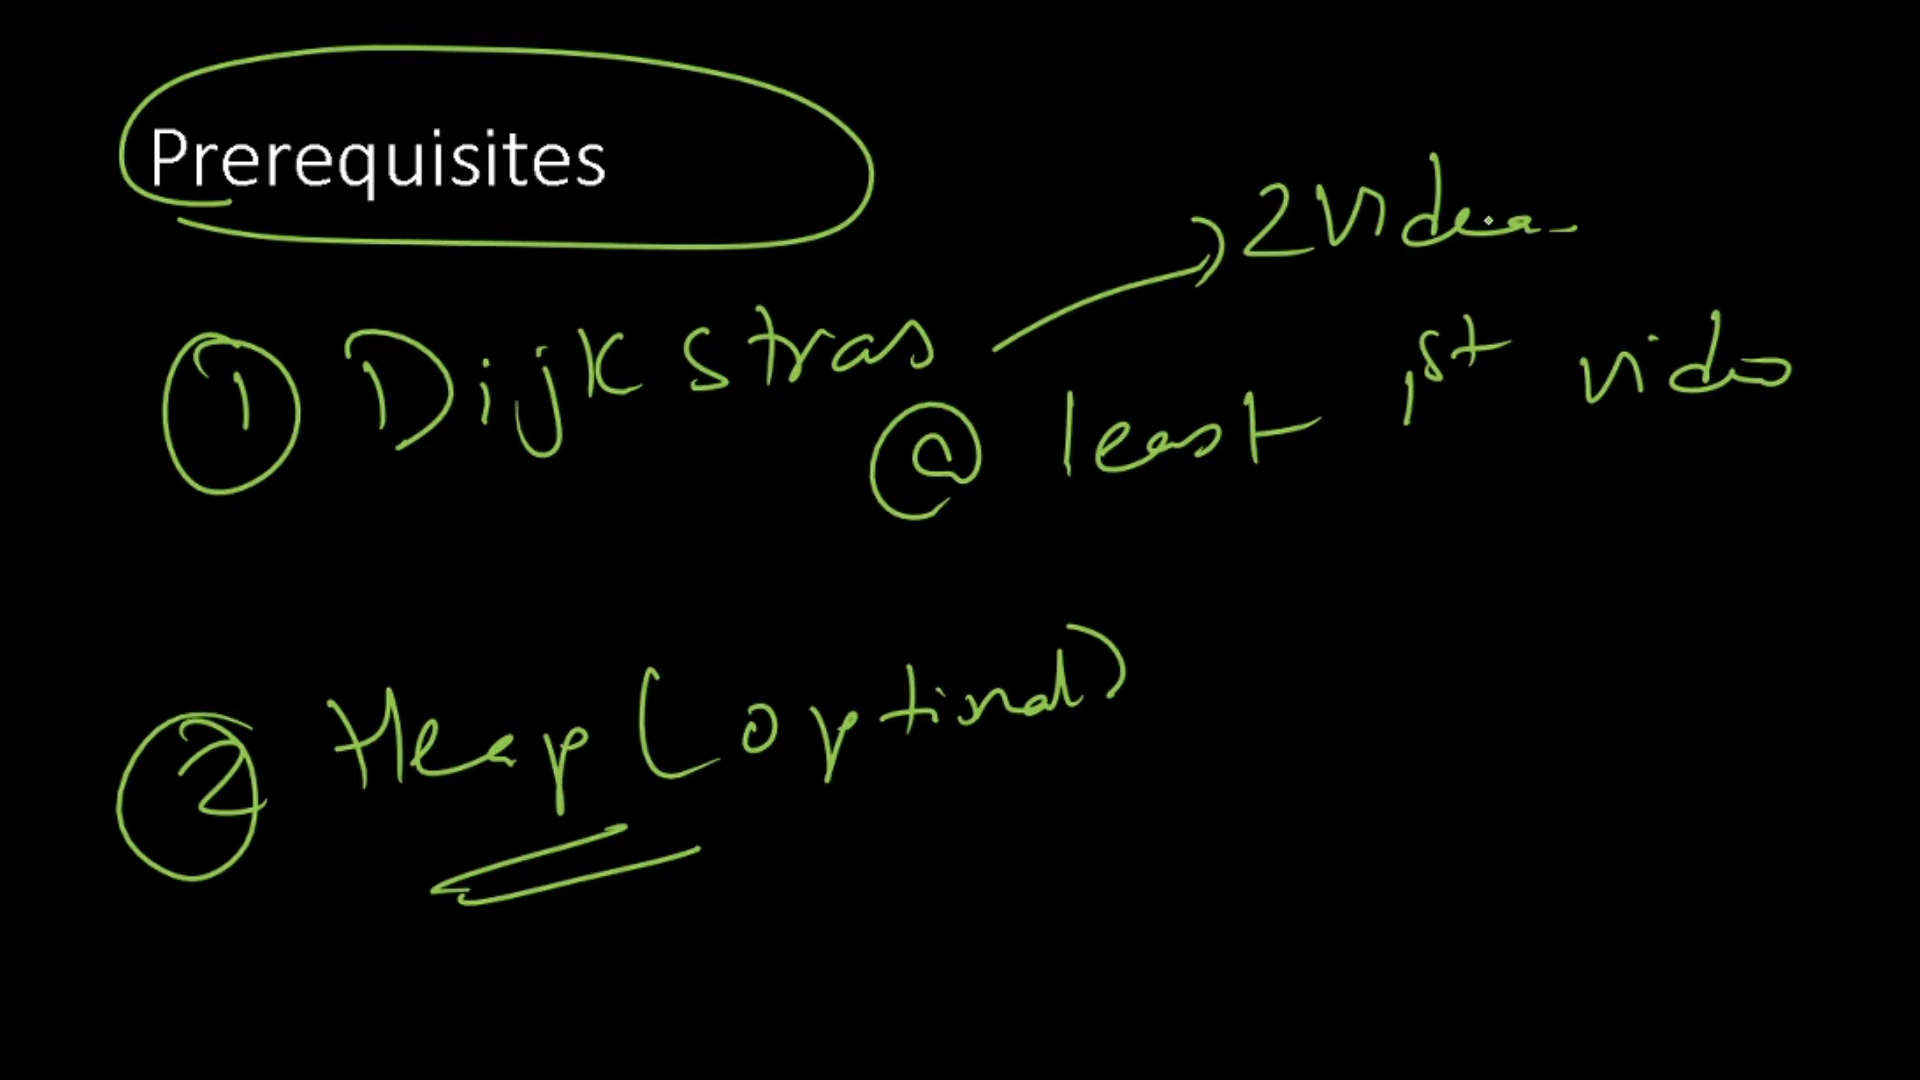 Prerequisites
2 Videos
① Dijkstras
@ least 1st video
② Heap (optional)